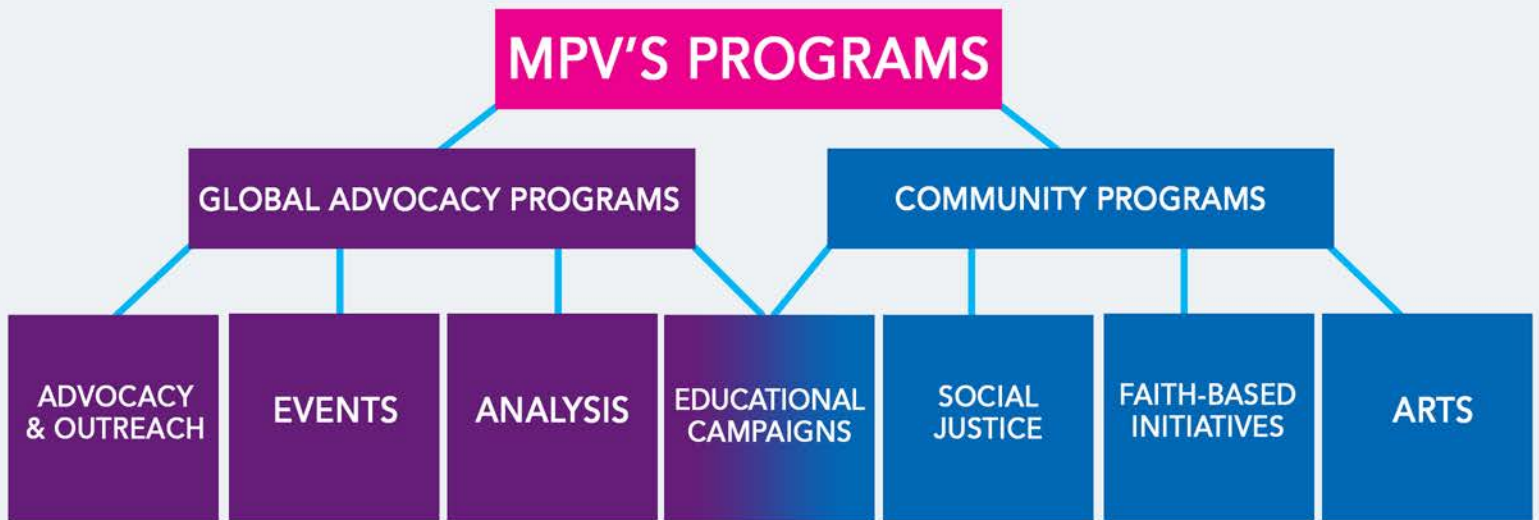 MPV'S PROGRAMS
GLOBAL ADVOCACY PROGRAMS
COMMUNITY PROGRAMS
ADVOCACY
& OUTREACH
EVENTS
ANALYSIS
EDUCATIONAL
CAMPAIGNS
SOCIAL
JUSTICE
FAITH-BASED
INITIATIVES
ARTS